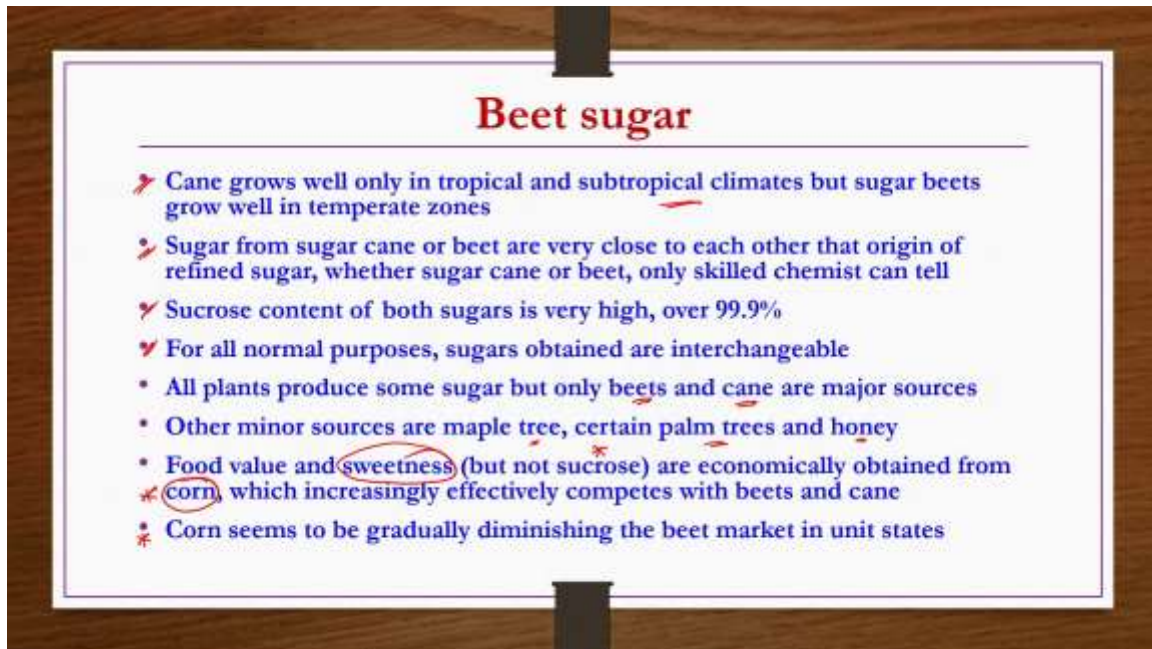 Beet sugar
Cane grows well only in tropical and subtropical climates but sugar beets
grow well in temperate zones
Sugar from sugar cane or beet are very close to each other that origin of
refined sugar, whether sugar cane or beet, only skilled chemist can tell
Sucrose content of both sugars is very high, over 99.9%
For all normal purposes, sugars obtained are interchangeable
• All plants produce some sugar but only beets and cane are major sources
• Other minor sources are maple tree, certain palm trees and honey
• Food value and sweetness (but not sucrose) are economically obtained from
corn, which increasingly effectively competes with beets and cane
• Corn seems to be gradually diminishing the beet market in unit states